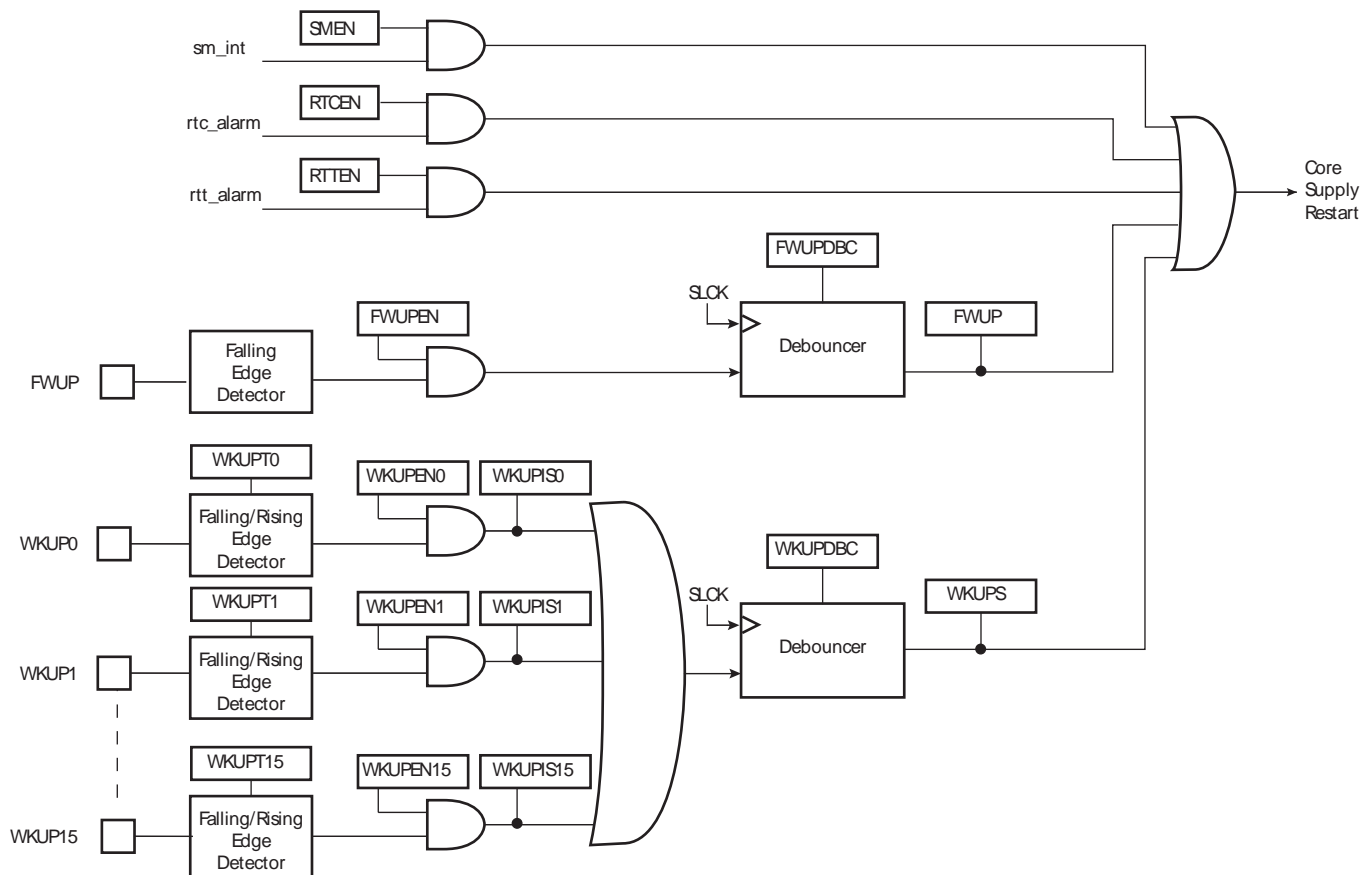 SMEN
sm_int
RTCEN
rtc_alarm
RTTEN
rtt_alarm
Core
Supply
Restart
FWUPDBC
SLCK
FWUPEN
FWUP
Debouncer
Falling
Edge
Detector
FWUP
WKUPT0
WKUPEN0
WKUPIS0
Falling/Rising
Edge
Detector
WKUP0
WKUPDBC
WKUPT1
WKUPEN1
WKUPIS1
SLCK
WKUPS
Debouncer
Falling/Rising
Edge
Detector
WKUP1
WKUPT15
WKUPEN15
WKUPIS15
Falling/Rising
Edge
Detector
WKUP15